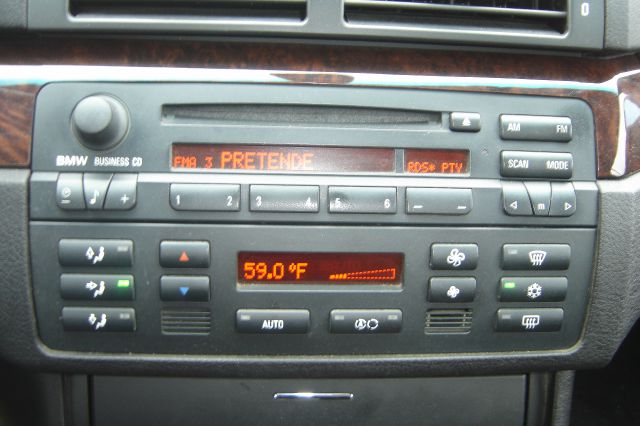 0
AM FM
BMW BUSINESS CD
FMA 3 PRETENDE RDS* PTY
SCAN MODE
1 2 3 4 5 6
m
59.0 °F
AUTO
A